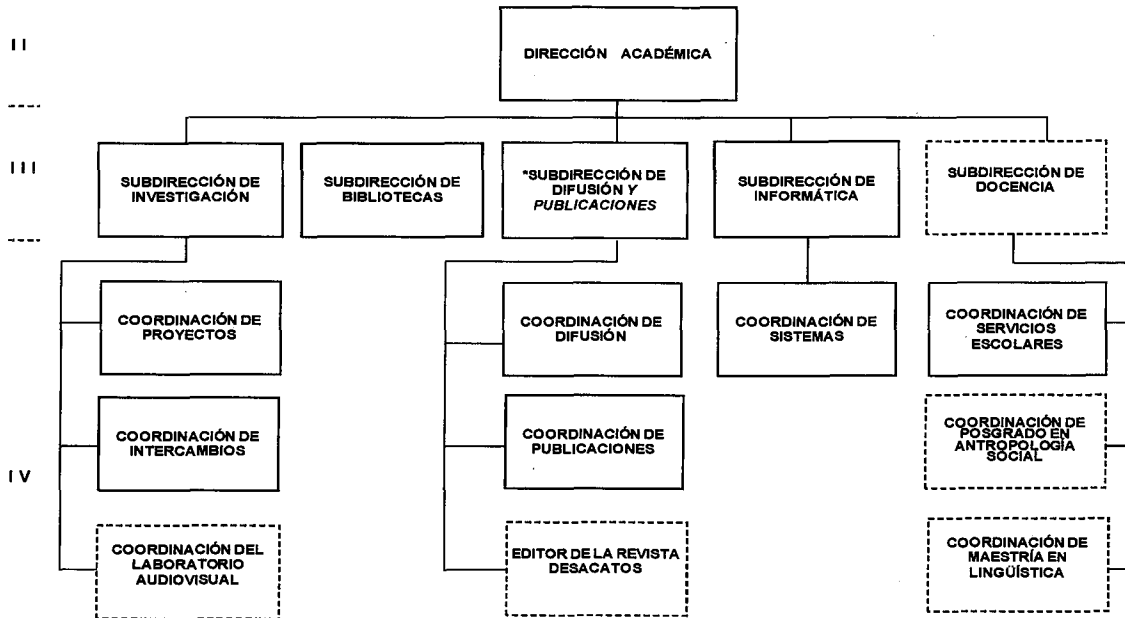 II
DIRECCIÓN ACADÉMICA
III
SUBDIRECCIÓN DE
INVESTIGACIÓN
SUBDIRECCIÓN DE
BIBLIOTECAS
"SUBDIRECCIÓN DE
DIFUSIÓN Y
PUBLICACIONES
SUBDIRECCIÓN DE
INFORMÁTICA
SUBDIRECCIÓN DE
DOCENCIA
COORDINACIÓN DE
PROYECTOS
COORDINACIÓN DE
DIFUSIÓN
COORDINACIÓN DE
SISTEMAS
COORDINACIÓN DE
SERVICIOS
ESCOLARES
IV
COORDINACIÓN DE
INTERCAMBIOS
COORDINACIÓN DE
PUBLICACIONES
COORDINACIÓN DE
POSGRADO EN
ANTROPOLOGÍA
SOCIAL
COORDINACIÓN DEL
LABORATORIO
AUDIOVISUAL
EDITOR DE LA REVISTA
DESACATOS
COORDINACIÓN DE
MAESTRÍA EN
LINGÜÍSTICA